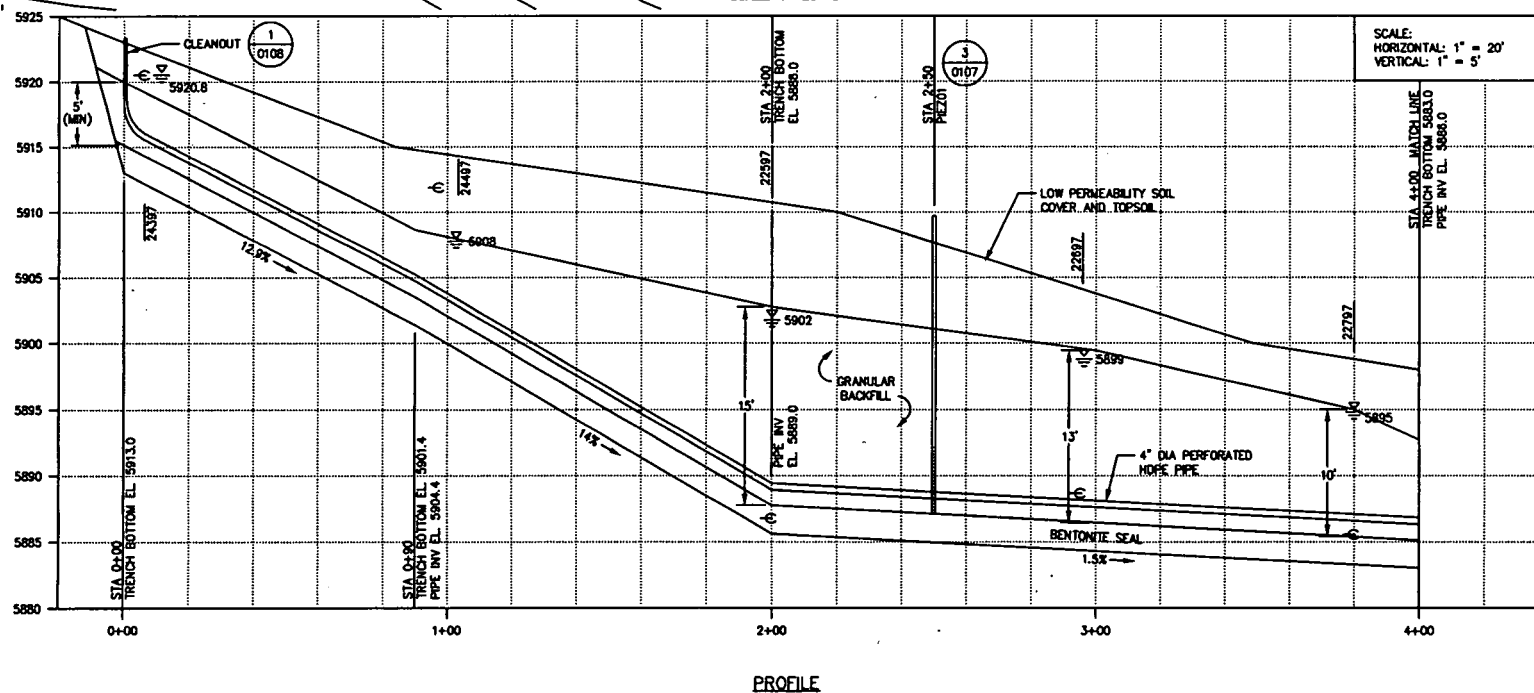 5925
5920
5915
5910
5905
5900
5895
5890
5885
5880
CLEANOUT
1
0108
5920.8
5'
(MIN)
24397
12.9%
24497
5908
STA 2+00
TRENCH BOTTOM
22597
STA 2+50
PIEZ01
3
0107
SCALE:
HORIZONTAL: 1" = 20'
VERTICAL: 1" = 5'
LOW PERMEABILITY SOIL
COVER AND TOPSOIL
22697
22797
STA 4+00 MATCH LINE
TRENCH BOTTOM 5883.0
PIPE INV EL. 5886.0
5902
5899
5895
GRANULAR
BACKFILL
15'
13'
10'
14%
PIPE INV
EL. 5889.0
4" DIA PERFORATED
HDPE PIPE
BENTONITE SEAL
1.5%
STA 0+00
TRENCH BOTTOM EL. 5913.0
STA 0+90
TRENCH BOTTOM EL. 5901.4
PIPE INV EL. 5904.4
0+00
1+00
2+00
3+00
4+00
PROFILE